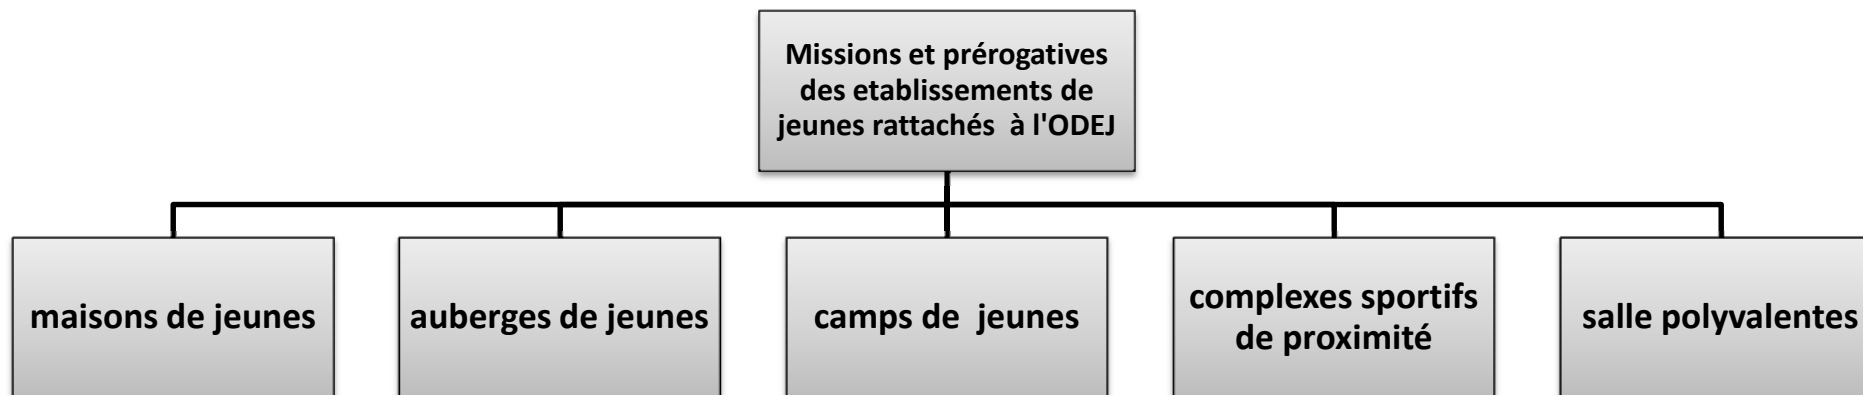 Missions et prérogatives
des etablissements de
jeunes rattachés à l'ODEJ
maisons de jeunes
auberges de jeunes
camps de jeunes
complexes sportifs
de proximité
salle polyvalentes